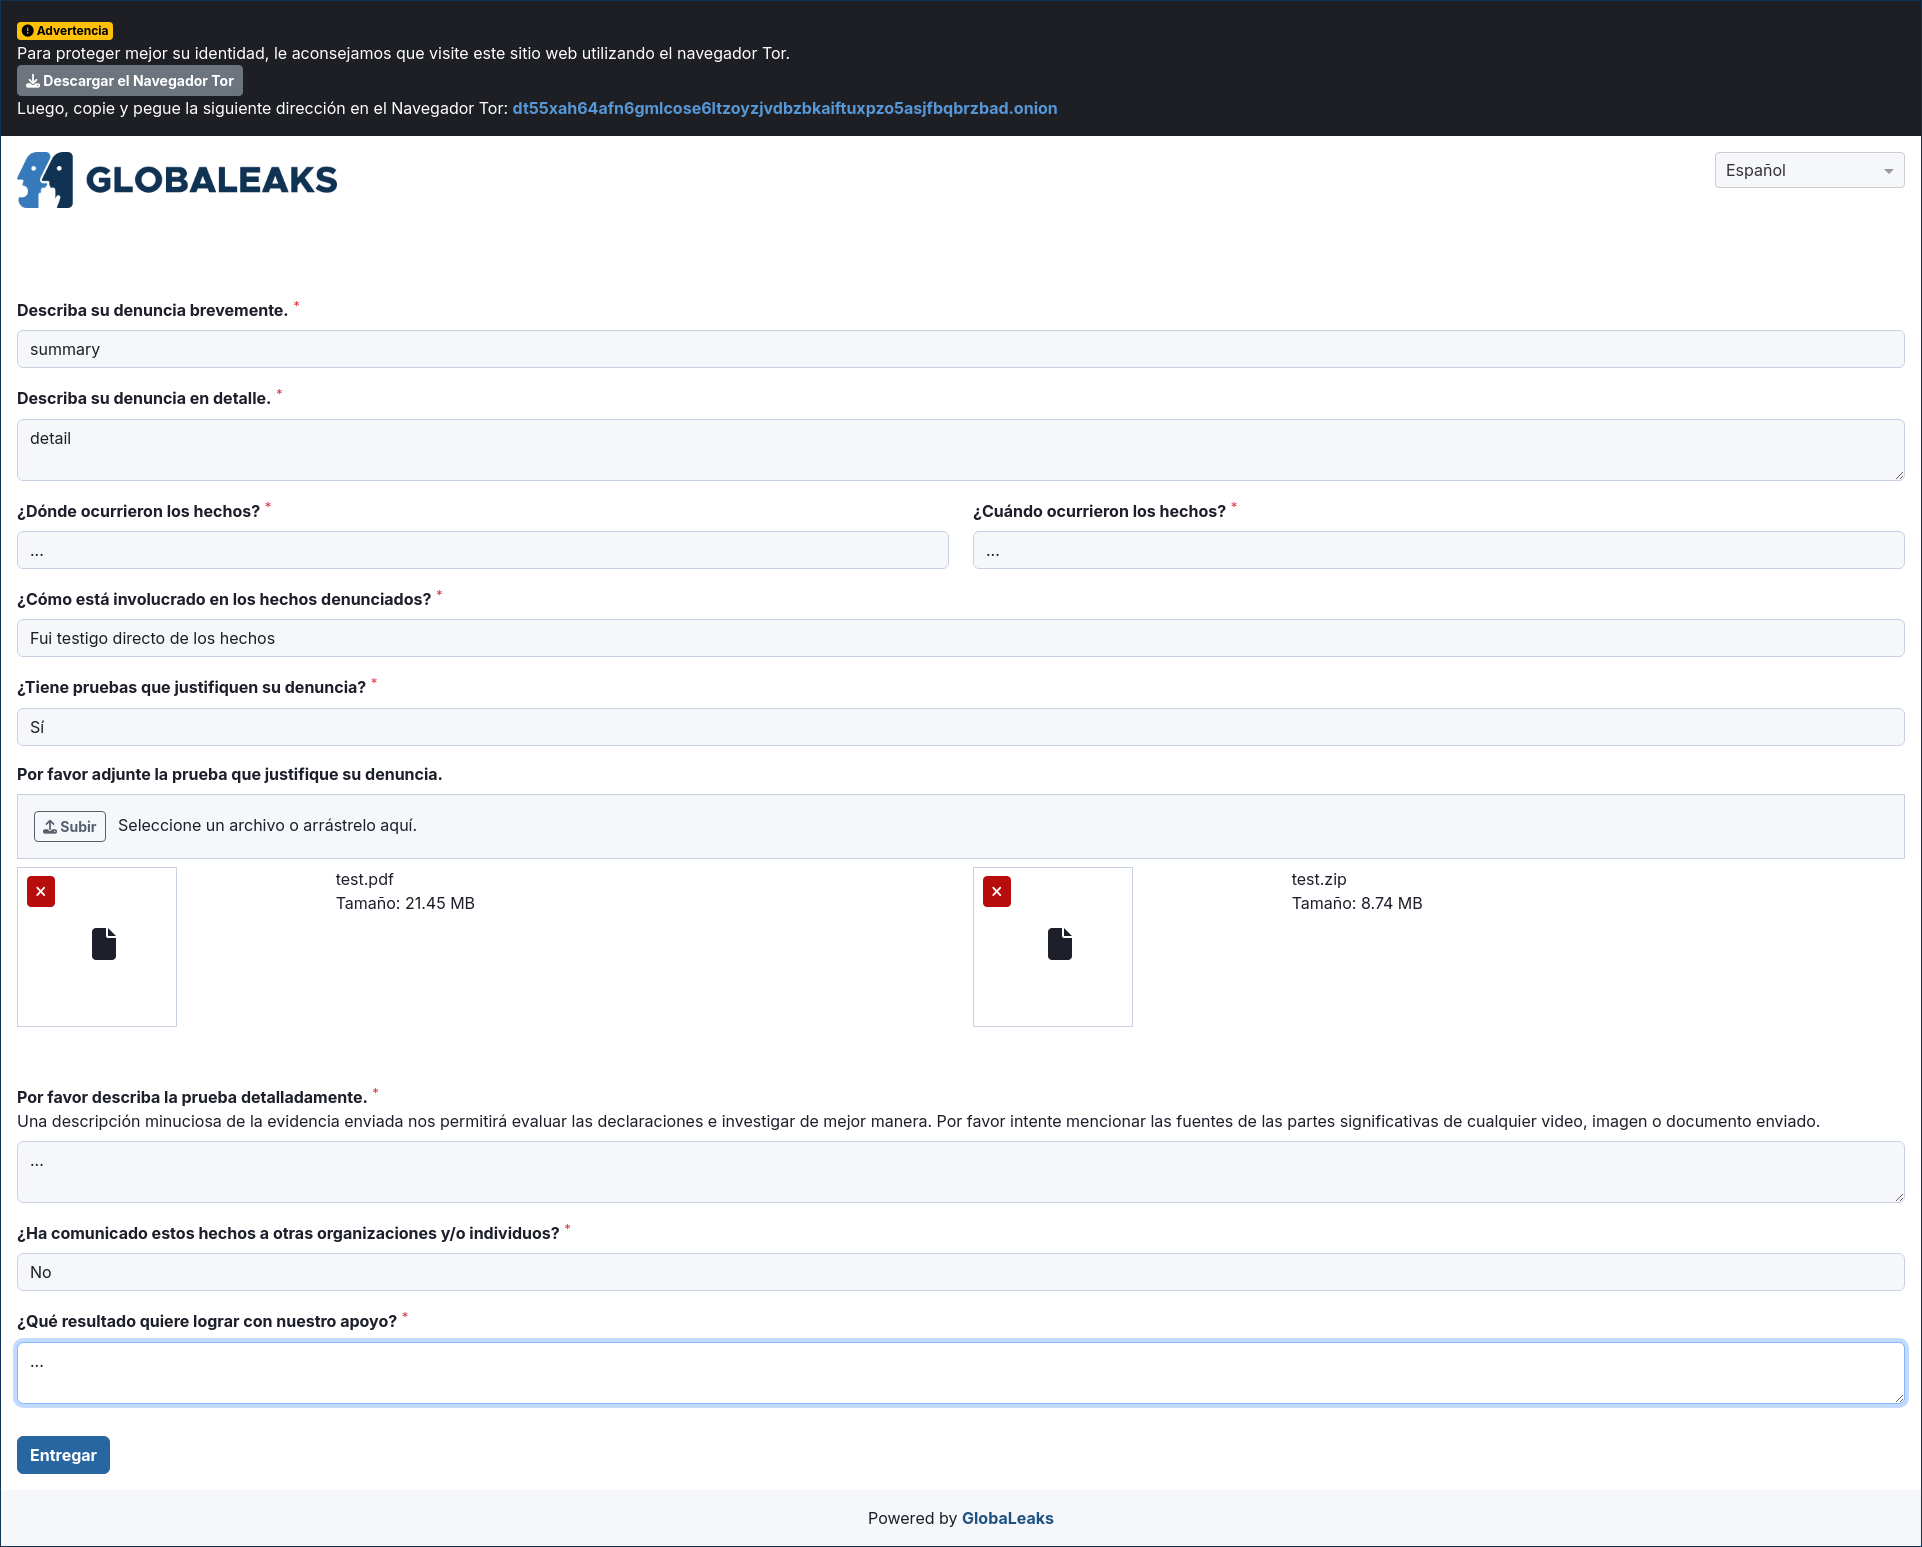 Advertencia
Para proteger mejor su identidad, le aconsejamos que visite este sitio web utilizando el navegador Tor.
Descargar el Navegador Tor
Luego, copie y pegue la siguiente dirección en el Navegador Tor: dt55xah64afn6gmlcose6ltzoyzjvdbzbkaiftuxpzo5asjfbqbrzbad.onion
GLOBALEAKS
Español
Describa su denuncia brevemente. *
summary
Describa su denuncia en detalle. *
detail
¿Dónde ocurrieron los hechos? *
...
¿Cuándo ocurrieron los hechos? *
...
¿Cómo está involucrado en los hechos denunciados? *
Fui testigo directo de los hechos
¿Tiene pruebas que justifiquen su denuncia? *
Sí
Por favor adjunte la prueba que justifique su denuncia.
Subir Seleccione un archivo o arrástrelo aquí.
test.pdf
Tamaño: 21.45 MB
test.zip
Tamaño: 8.74 MB
Por favor describa la prueba detalladamente. *
Una descripción minuciosa de la evidencia enviada nos permitirá evaluar las declaraciones e investigar de mejor manera. Por favor intente mencionar las fuentes de las partes significativas de cualquier video, imagen o documento enviado.
...
¿Ha comunicado estos hechos a otras organizaciones y/o individuos? *
No
¿Qué resultado quiere lograr con nuestro apoyo? *
...
Entregar
Powered by GlobaLeaks